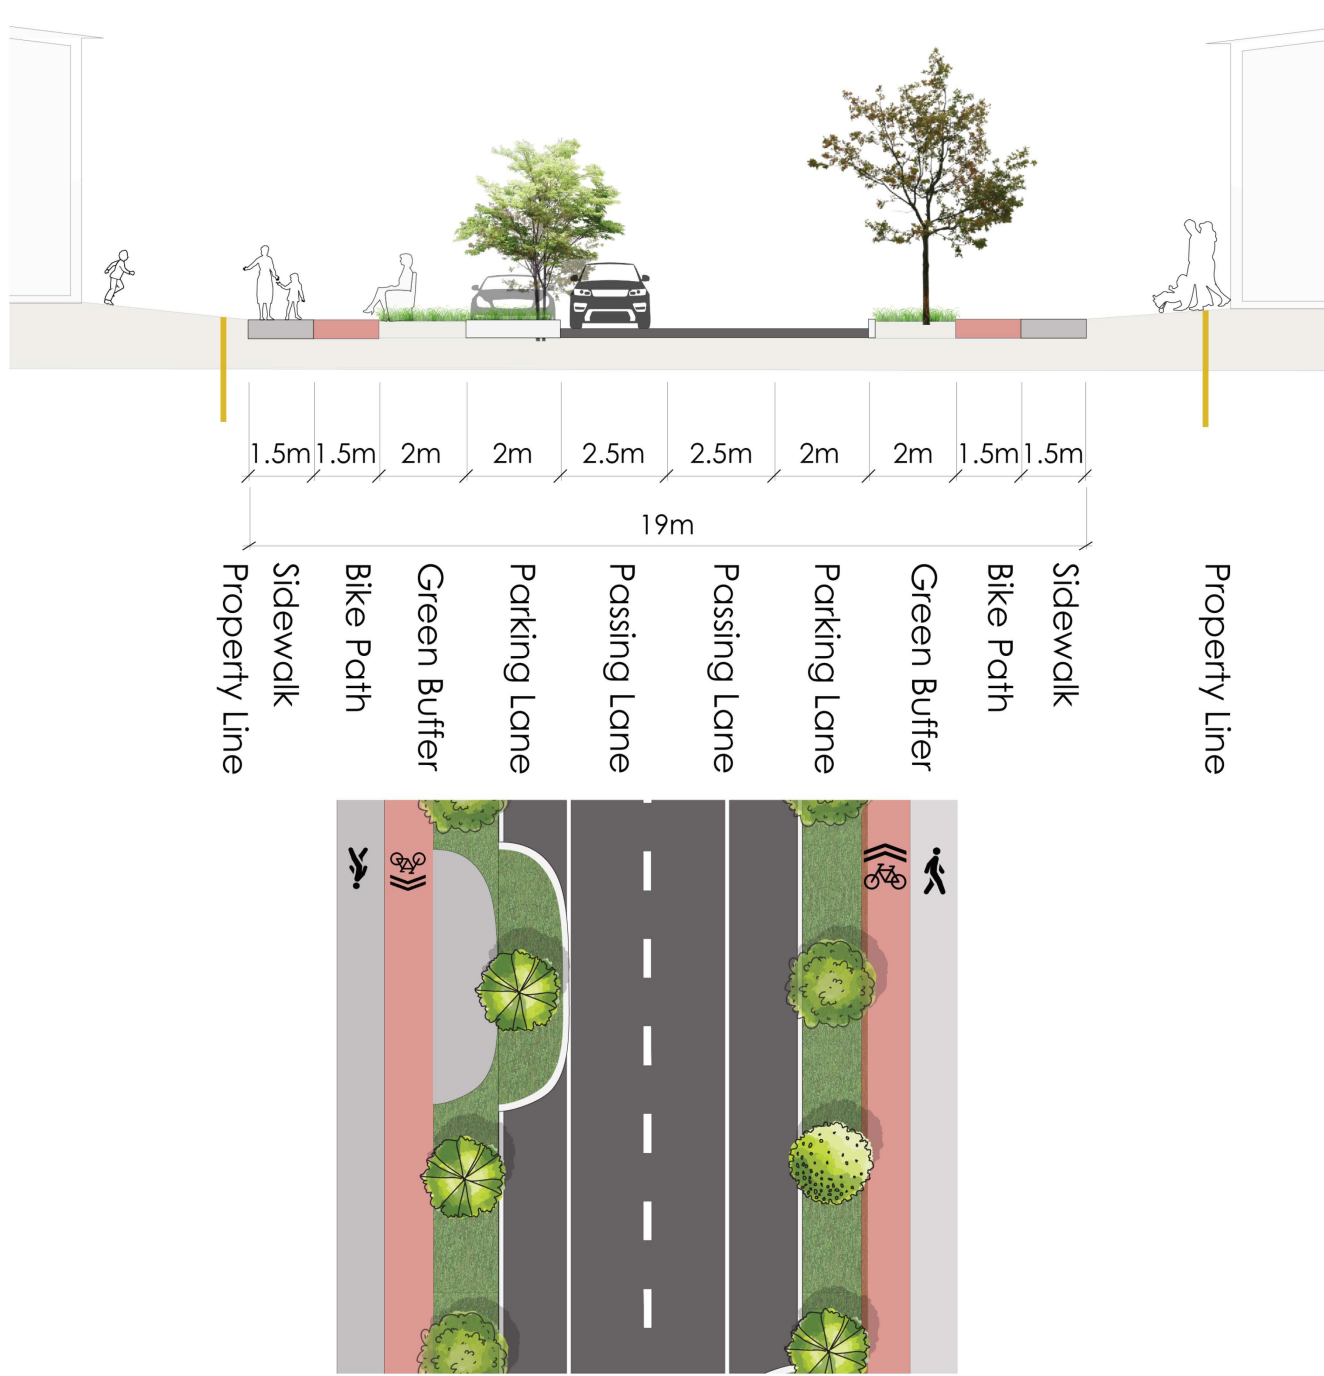 1.5m
1.5m
2m
2m
2.5m
2.5m
2m
2m
1.5m
1.5m
19m
Property Line
Sidewalk
Bike Path
Green Buffer
Parking Lane
Passing Lane
Passing Lane
Parking Lane
Green Buffer
Bike Path
Sidewalk
Property Line